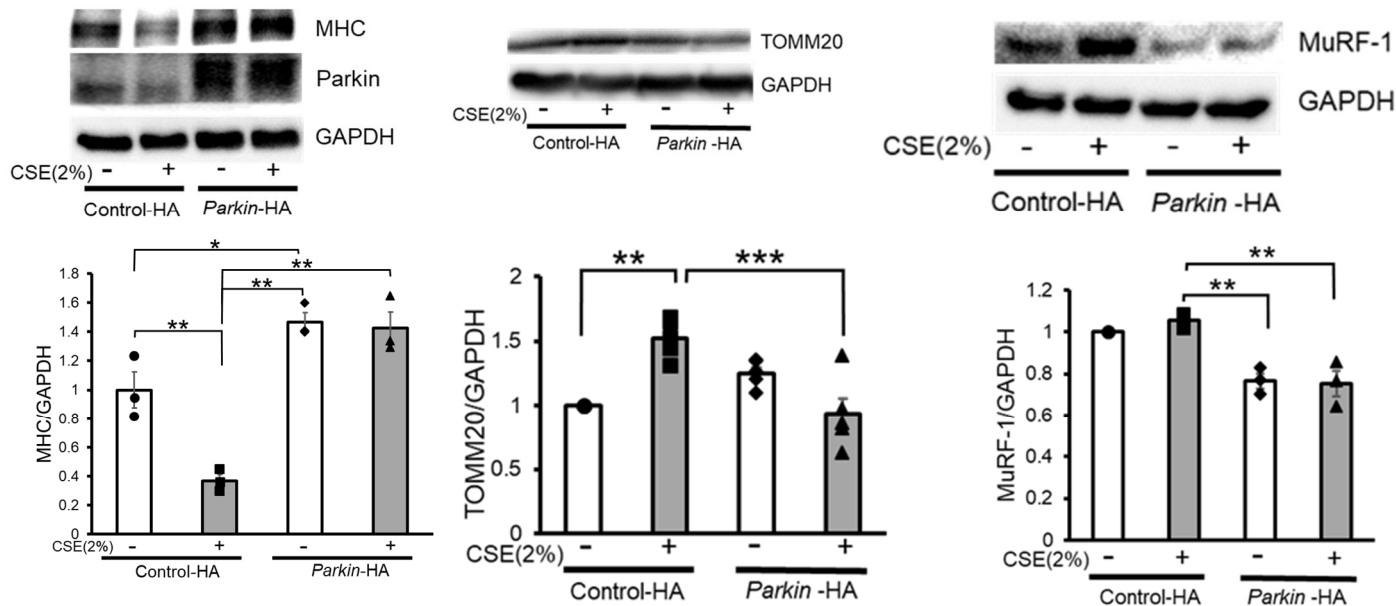 MHC
Parkin
GAPDH
CSE(2%) - + - +
Control-HA Parkin-HA
TOMM20
GAPDH
CSE(2%) - + - +
Control-HA Parkin -HA
MuRF-1
GAPDH
CSE(2%) - + - +
Control-HA Parkin -HA
*
**
**
**
MHC/GAPDH
1.8
1.6
1.4
1.2
1
0.8
0.6
0.4
0.2
0
CSE(2%) - + - +
Control-HA Parkin-HA
** ***
TOMM20/GAPDH
2
1.5
1
0.5
0
CSE(2%) - + - +
Control-HA Parkin -HA
**
**
MuRF-1/GAPDH
1.2
1
0.8
0.6
0.4
0.2
0
CSE(2%) - + - +
Control-HA Parkin -HA